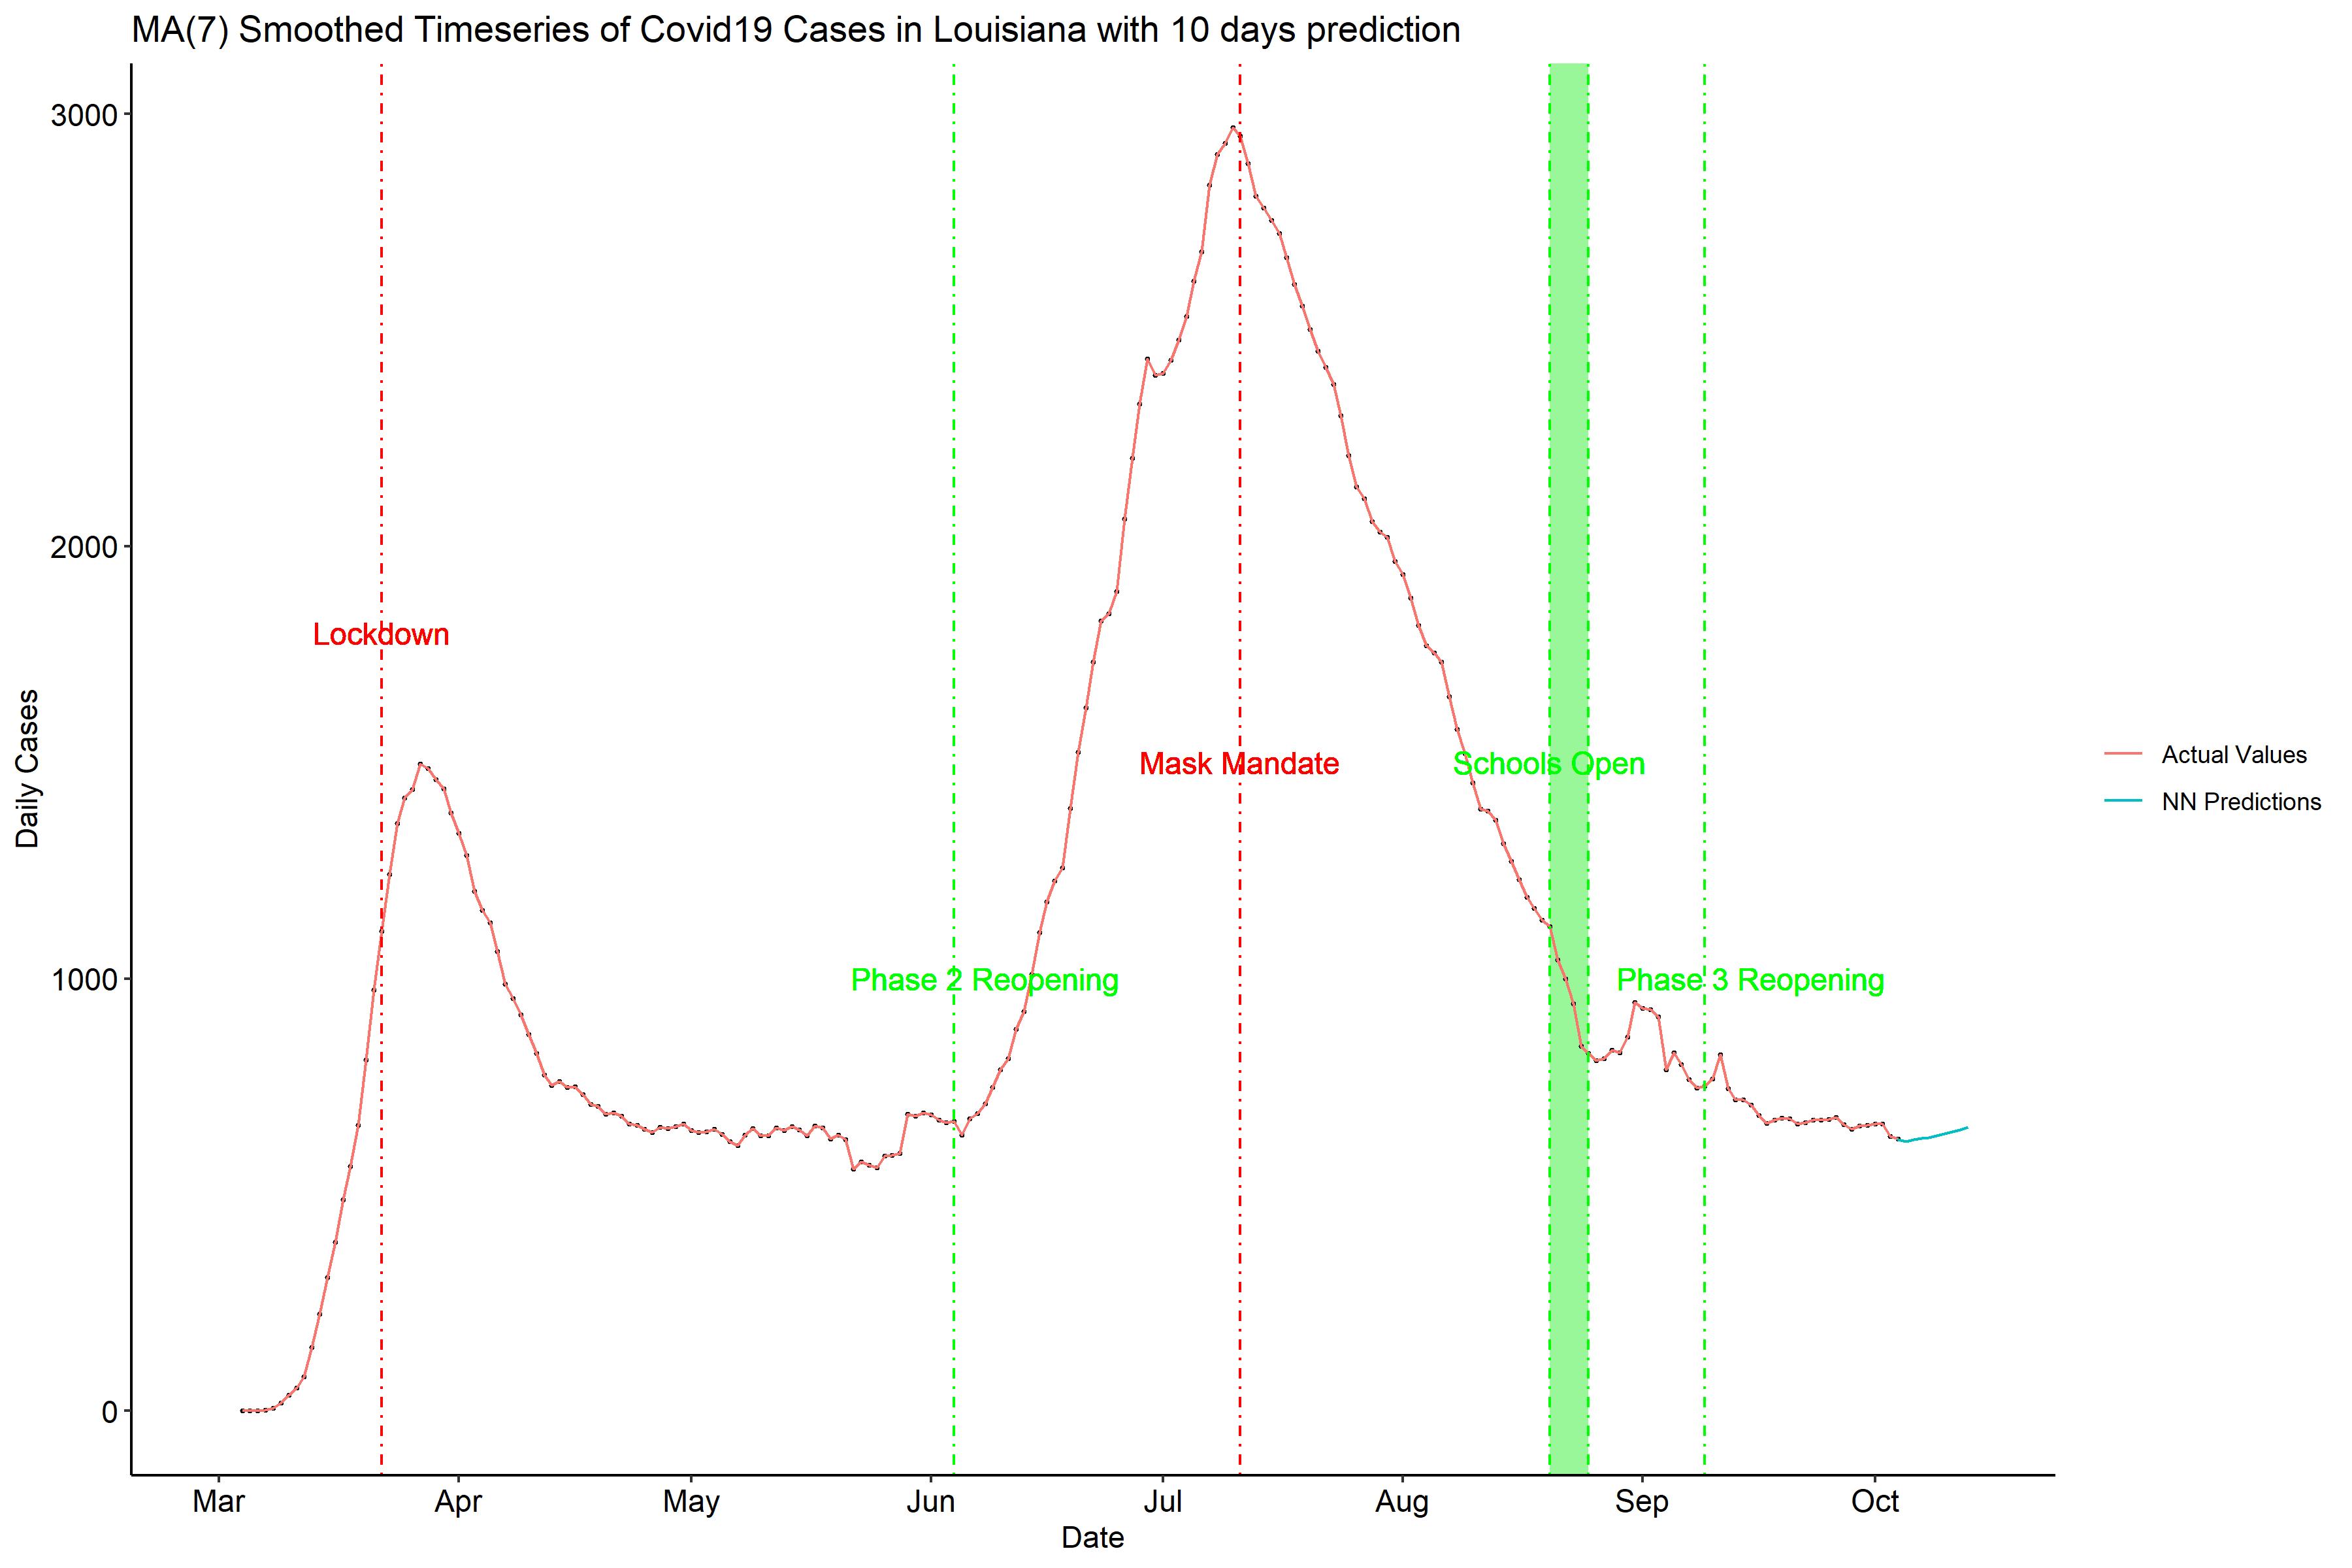 MA(7) Smoothed Timeseries of Covid19 Cases in Louisiana with 10 days prediction
3000
2000
1000
0
Daily Cases
Lockdown
Mask Mandate
Schools Open
Phase 2 Reopening
Phase 3 Reopening
Actual Values
NN Predictions
Mar Apr May Jun Jul Aug Sep Oct
Date